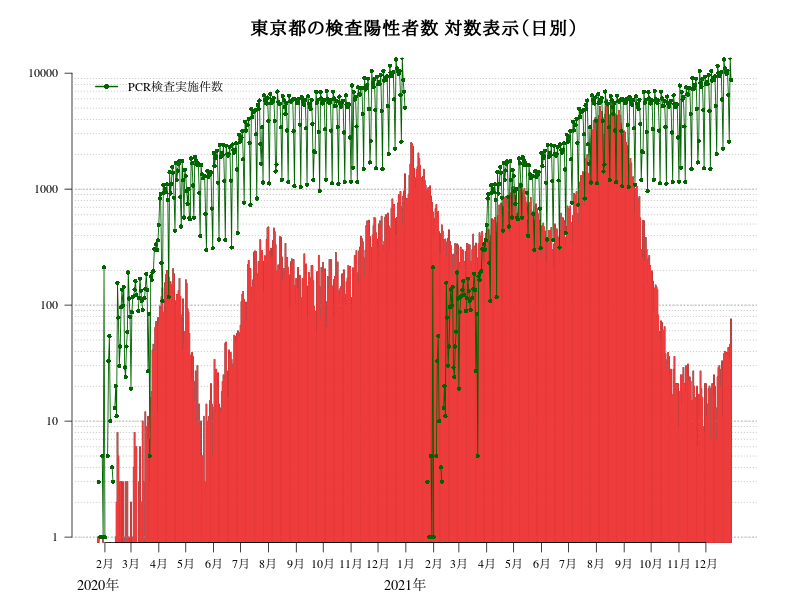 東京都の検査陽性者数 対数表示（日別）
10000
PCR検査実施件数
1000
100
10
1
2月 3月 4月 5月 6月 7月 8月 9月 10月 11月 12月 1月 2月 3月 4月 5月 6月 7月 8月 9月 10月 11月 12月
2020年 2021年